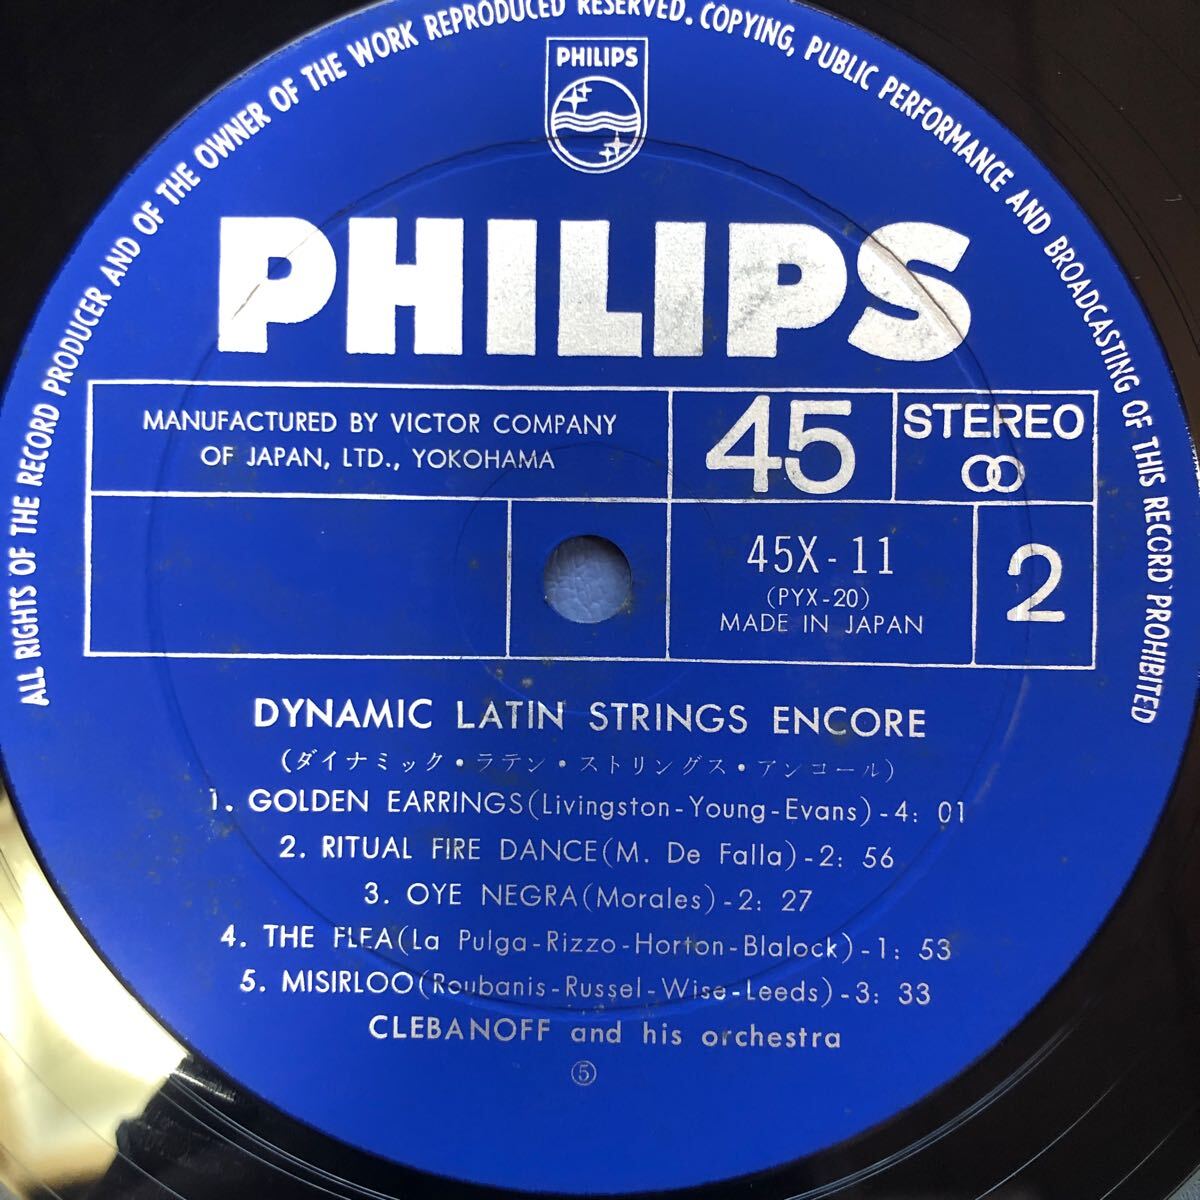 ALL RIGHTS OF THE RECORD PRODUCER AND OF THE OWNER OF THE WORK REPRODUCED RESERVED. COPYING, PUBLIC PERFORMANCE AND BROADCASTING OF THIS RECORD PROHIBITED
PHILIPS
PHILIPS
MANUFACTURED BY VICTOR COMPANY
OF JAPAN, LTD., YOKOHAMA
45
STEREO
45X-11
(PYX-20)
MADE IN JAPAN
2
DYNAMIC LATIN STRINGS ENCORE
(ダイナミック・ラテン・ストリングス・アンコール)
1. GOLDEN EARRINGS(Livingston-Young-Evans)-4: 01
2. RITUAL FIRE DANCE(M. De Falla)-2: 56
3. OYE NEGRA(Morales)-2: 27
4. THE FLEA(La Pulga-Rizzo-Horton-Blalock)-1: 53
5. MISIRLOO(Roubanis-Russel-Wise-Leeds)-3: 33
CLEBANOFF and his orchestra
⑤